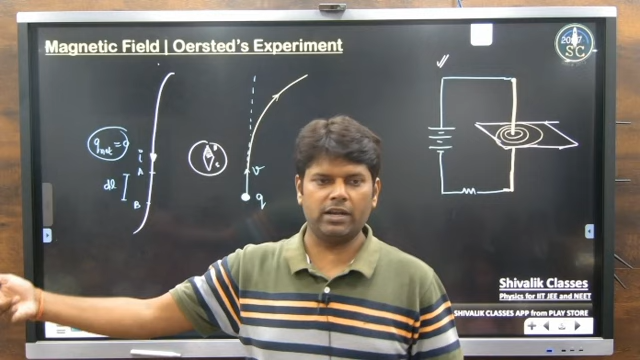 Magnetic Field | Oersted's Experiment
SC
q_net = 0
i
A
dl
B
v
q
Shivalik Classes
Physics for IIT JEE and NEET
SHIVALIK CLASSES APP from PLAY STORE